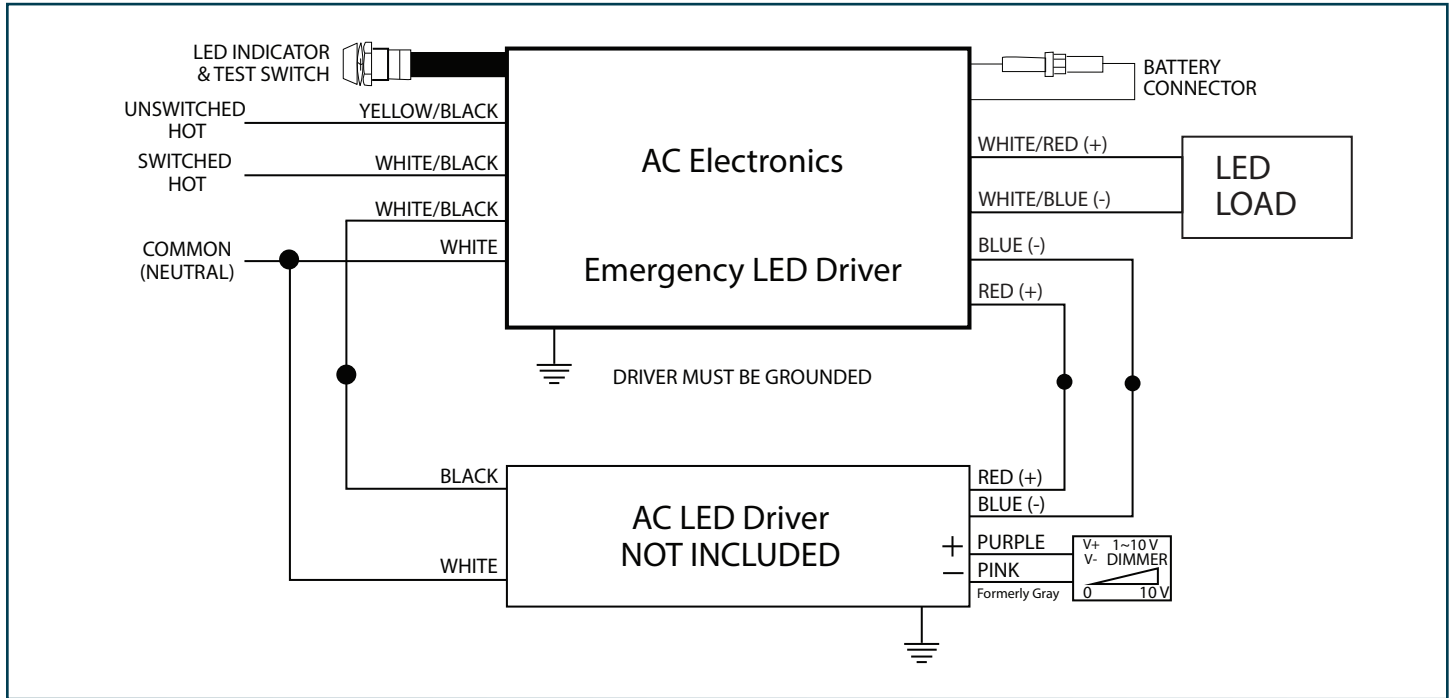 LED INDICATOR
& TEST SWITCH
UNSWITCHED
HOT
YELLOW/BLACK
SWITCHED
HOT
WHITE/BLACK
WHITE/BLACK
COMMON
(NEUTRAL)
WHITE
AC Electronics
Emergency LED Driver
BATTERY
CONNECTOR
WHITE/RED (+)
WHITE/BLUE (-)
LED
LOAD
BLUE (-)
RED (+)
DRIVER MUST BE GROUNDED
BLACK
WHITE
AC LED Driver
NOT INCLUDED
RED (+)
BLUE (-)
+ PURPLE
− PINK
Formerly Gray
V+ 1~10 V
V- DIMMER
0 10 V